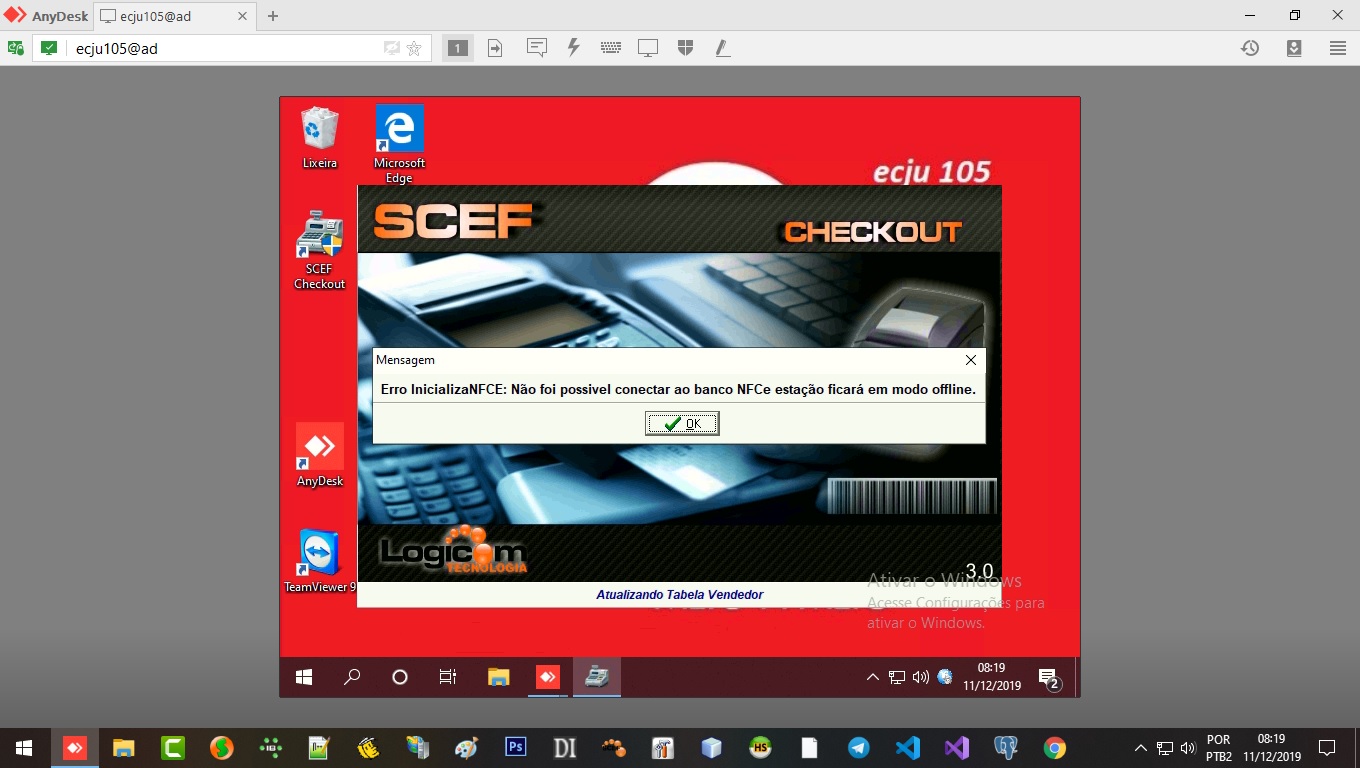 AnyDesk
ecju105@ad
ecju105@ad
1
Lixeira
Microsoft
Edge
ecju 105
SCEF
CHECKOUT
SCEF
Checkout
Mensagem
Erro InicializaNFCE: Não foi possivel conectar ao banco NFCe estação ficará em modo offline.
OK
AnyDesk
Logicom
TECNOLOGIA
3.0
TeamViewer 9
Atualizando Tabela Vendedor
Ativar o Windows
Acesse Configurações para
ativar o Windows.
08:19
11/12/2019
2
Ps
DI
HS
POR
PTB2
08:19
11/12/2019